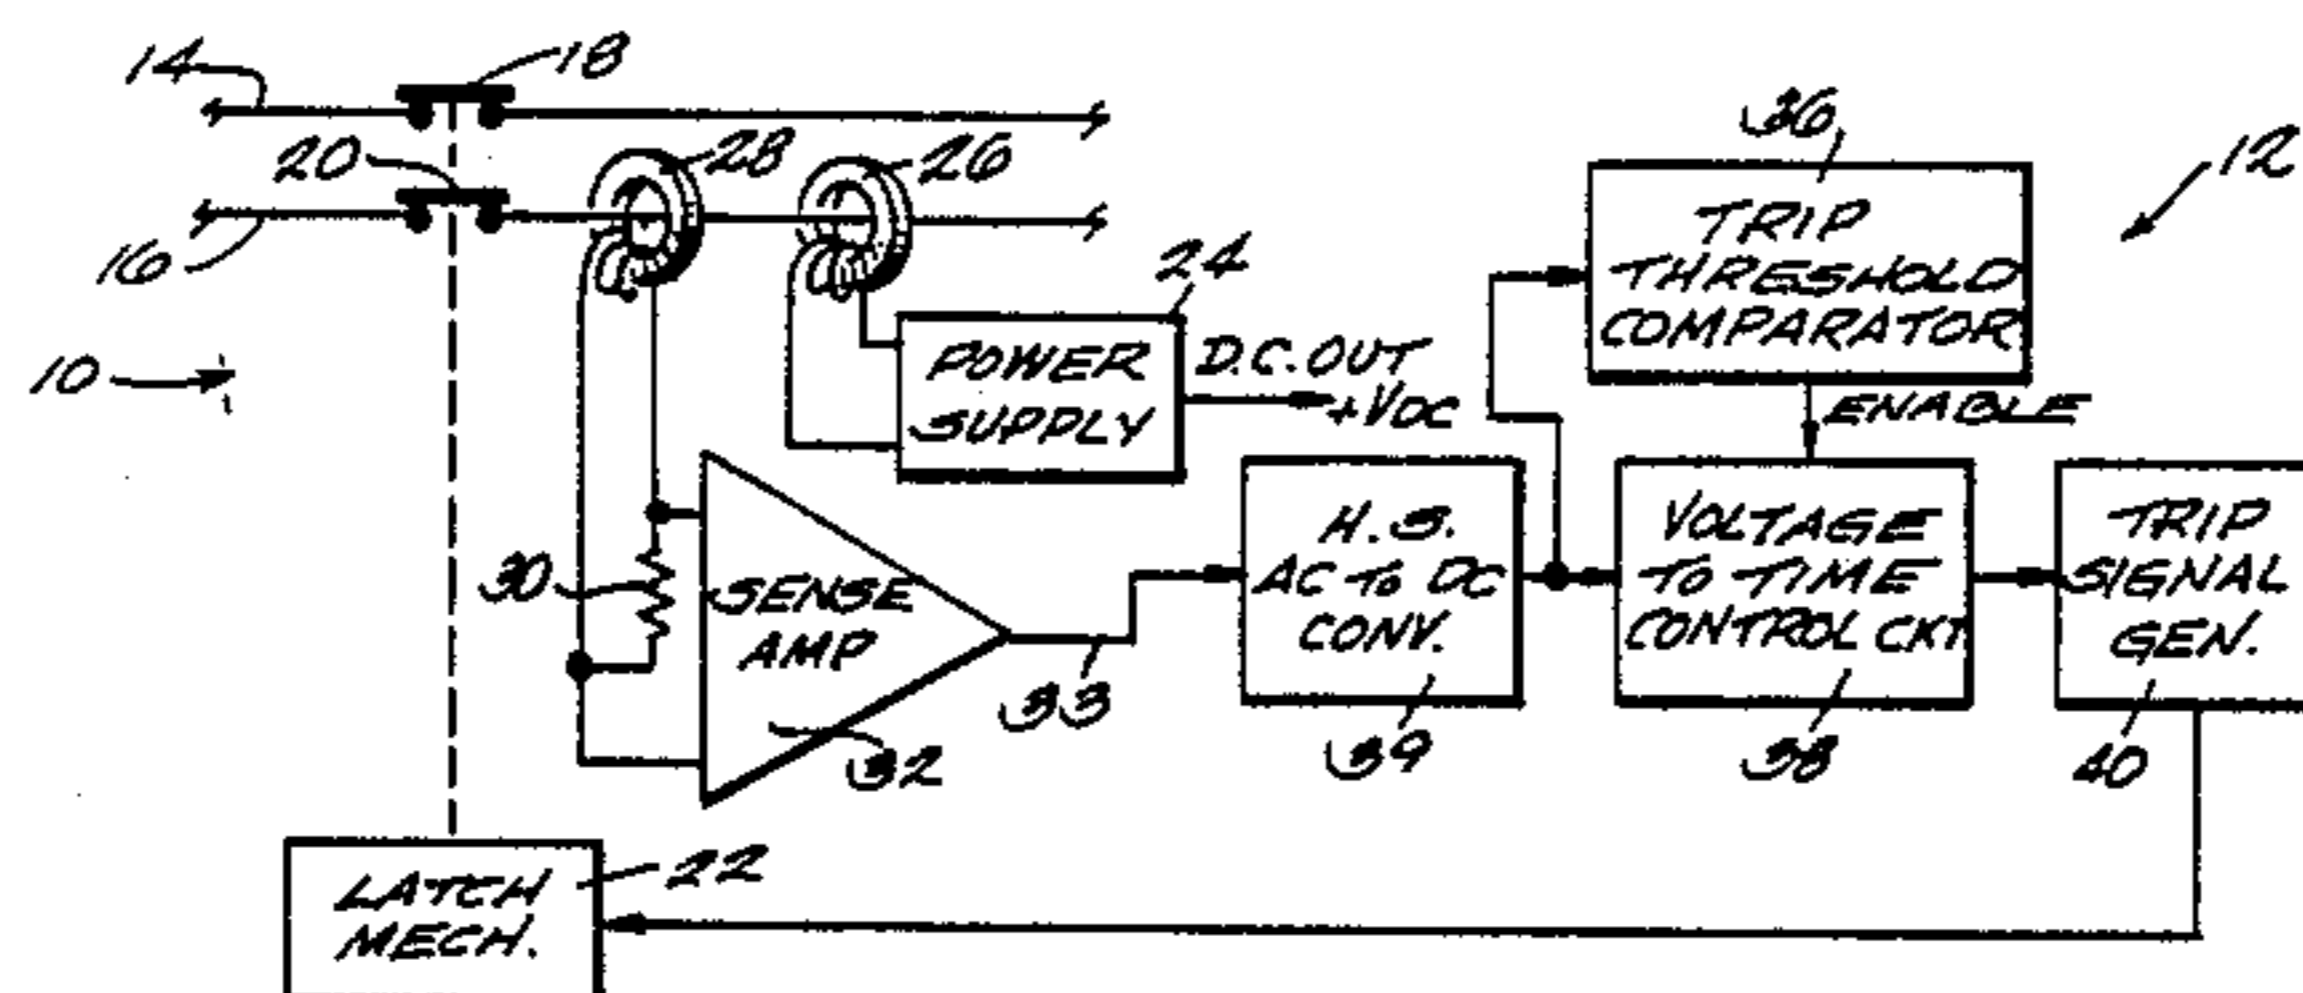 14
18
20
28
26
36
12
16
24
10
TRIP
THRESHOLD
COMPARATOR
POWER
SUPPLY
D.C. OUT
+VDC
ENABLE
30
SENSE
AMP
32
33
H.S.
AC TO DC
CONV.
39
VOLTAGE
TO TIME
CONTROL CKT
38
TRIP
SIGNAL
GEN.
40
LATCH
MECH.
22